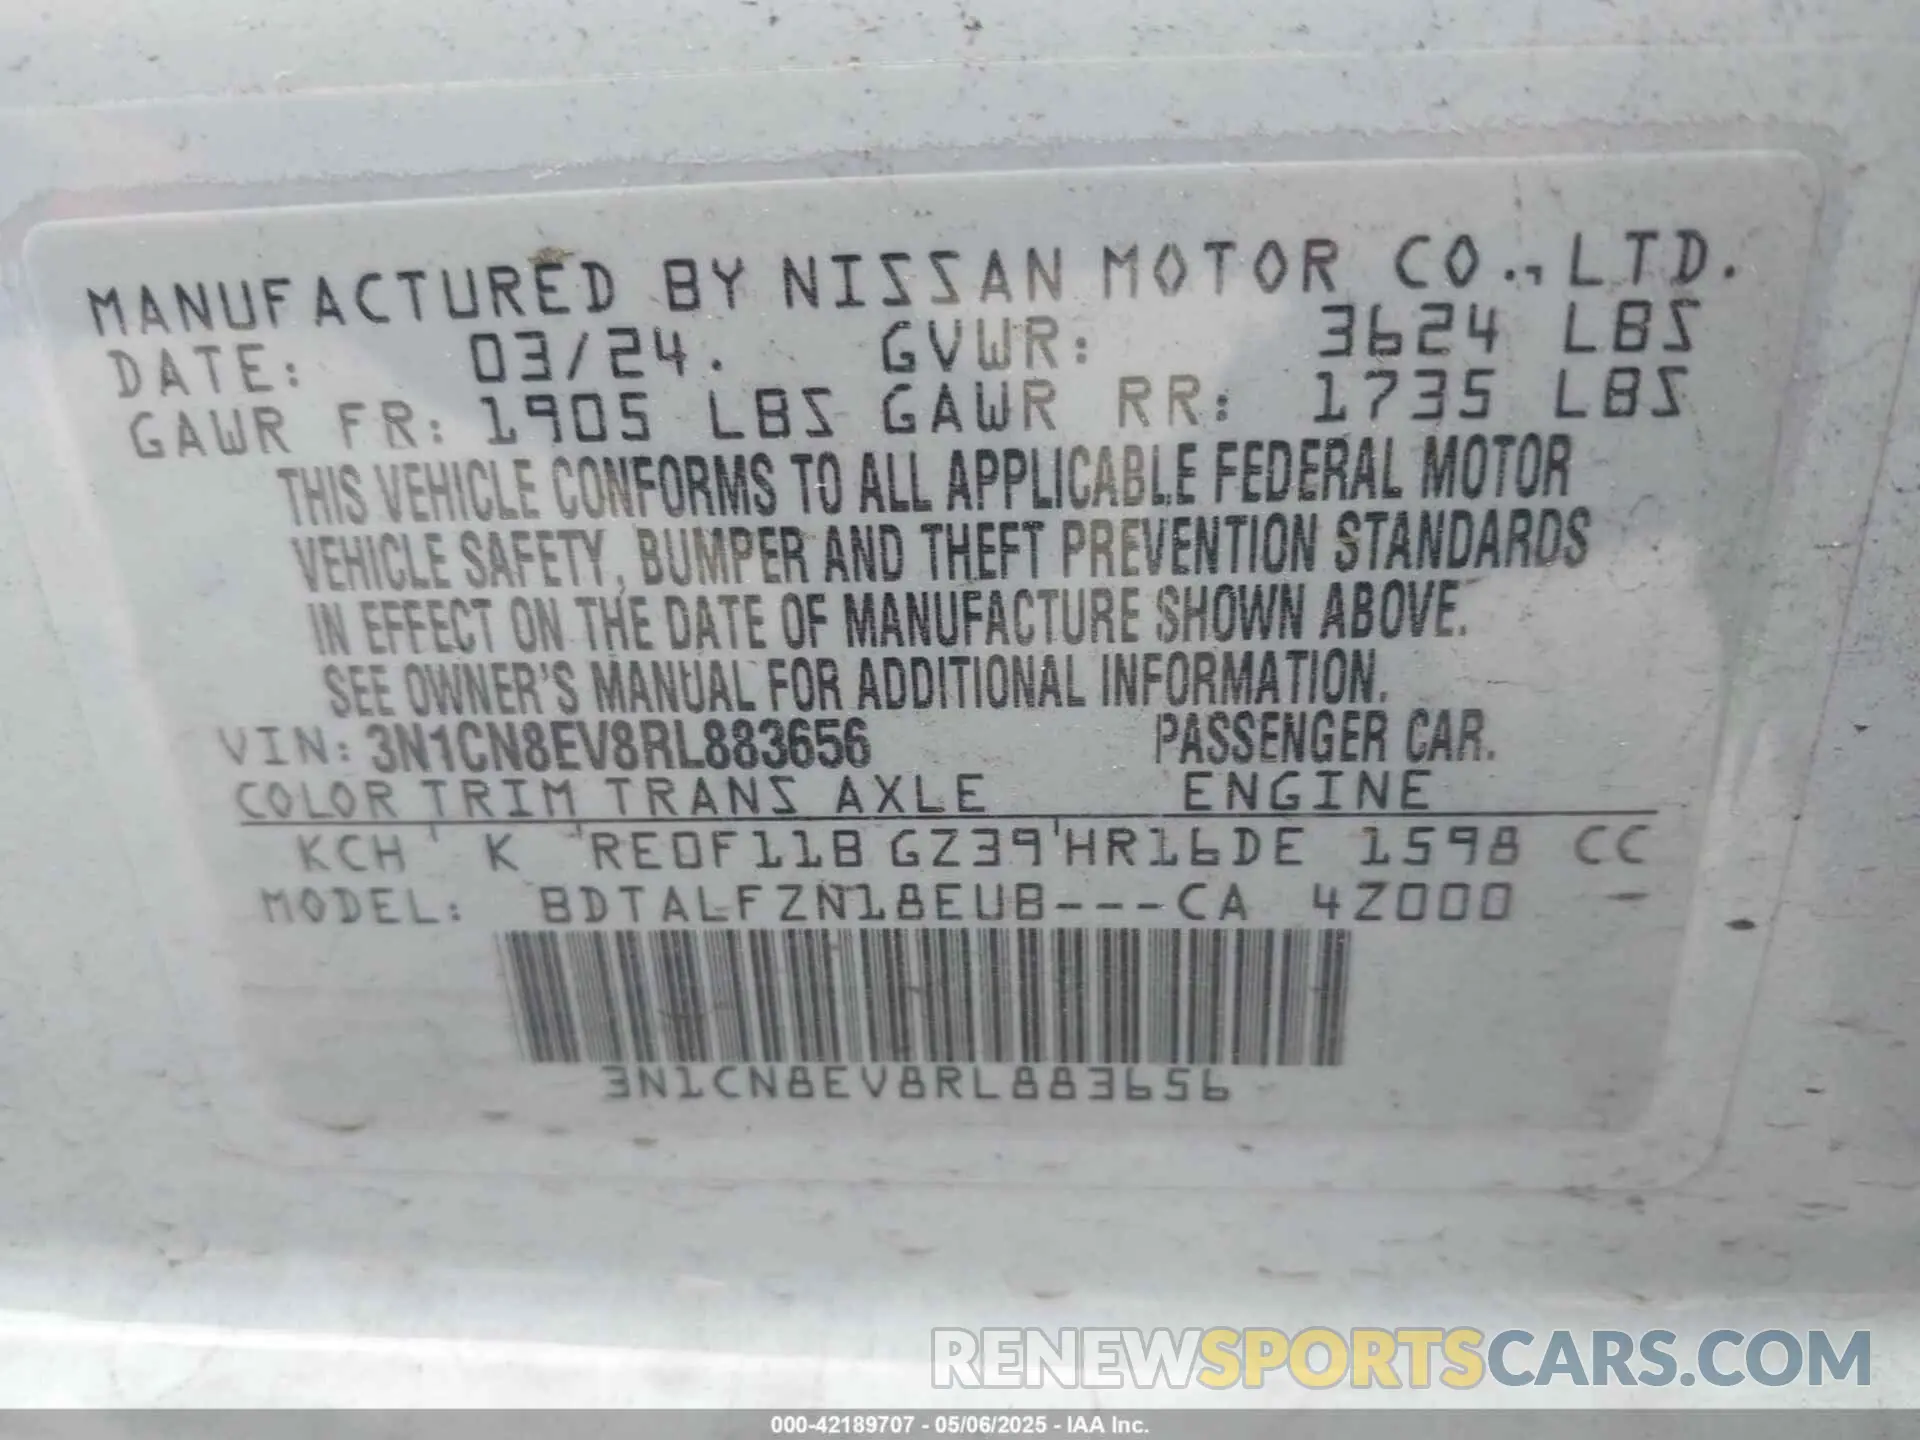 MANUFACTURED BY NISSAN MOTOR CO., LTD.
DATE: 03/24. GVWR: 3624 LBS
GAWR FR: 1905 LBS GAWR RR: 1735 LBS
THIS VEHICLE CONFORMS TO ALL APPLICABLE FEDERAL MOTOR
VEHICLE SAFETY, BUMPER AND THEFT PREVENTION STANDARDS
IN EFFECT ON THE DATE OF MANUFACTURE SHOWN ABOVE.
SEE OWNER'S MANUAL FOR ADDITIONAL INFORMATION.
VIN: 3N1CN8EV8RL883656 PASSENGER CAR.
COLOR TRIM TRANS AXLE ENGINE
KCH K RE0F11B GZ39 HR16DE 1598 CC
MODEL: BDTALFZN18EUB---CA 4Z000 -
3N1CN8EV8RL883656
RENEWSPORTSCARS.COM
000-42189707 - 05/06/2025 - IAA Inc.